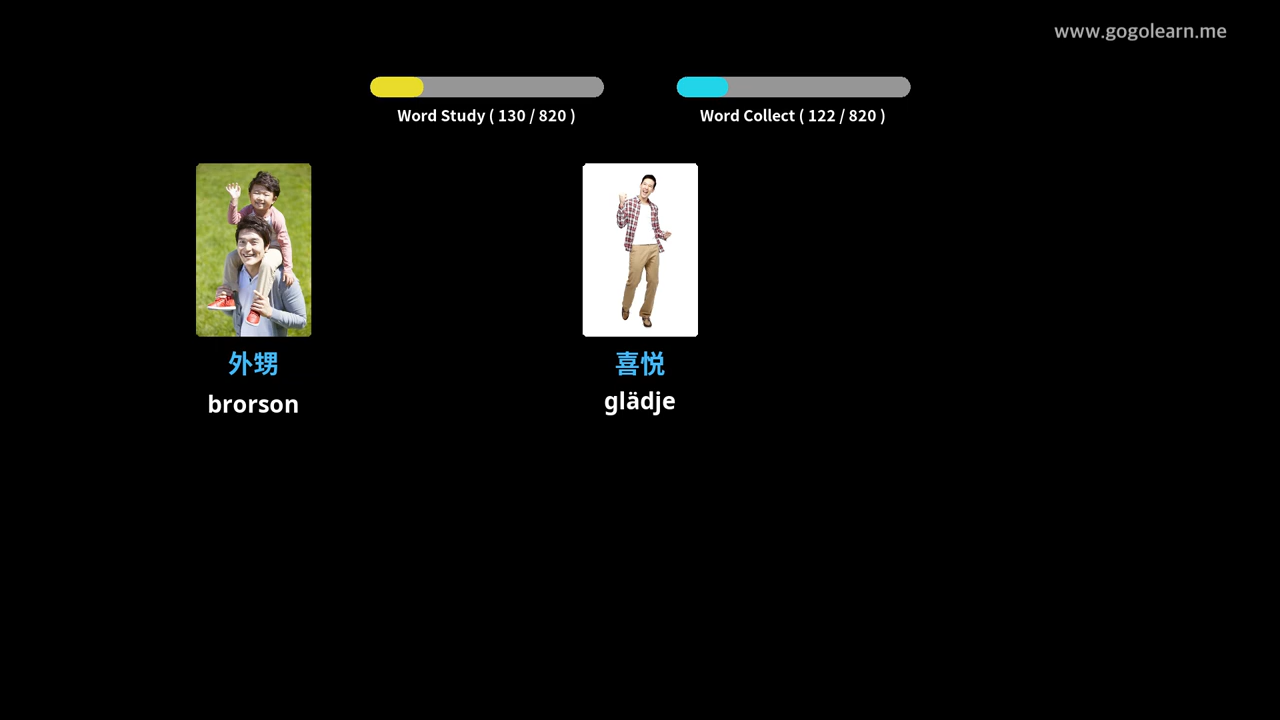 www.gogolearn.me
Word Study ( 130 / 820 )
Word Collect ( 122 / 820 )
外甥
brorson
喜悦
glädje